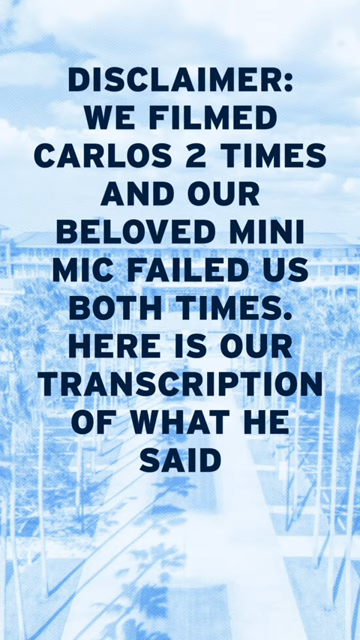 DISCLAIMER:
WE FILMED
CARLOS 2 TIMES
AND OUR
BELOVED MINI
MIC FAILED US
BOTH TIMES.
HERE IS OUR
TRANSCRIPTION
OF WHAT HE
SAID